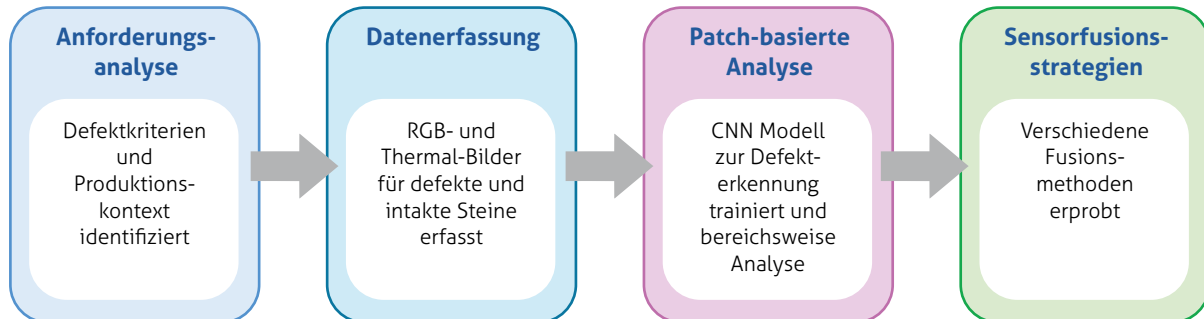 Anforderungs-
analyse
Defektkriterien
und
Produktions-
kontext
identifiziert
Datenerfassung
RGB- und
Thermal-Bilder
für defekte und
intakte Steine
erfasst
Patch-basierte
Analyse
CNN Modell
zur Defekt-
erkennung
trainiert und
bereichsweise
Analyse
Sensorfusions-
strategien
Verschiedene
Fusions-
methoden
erprobt